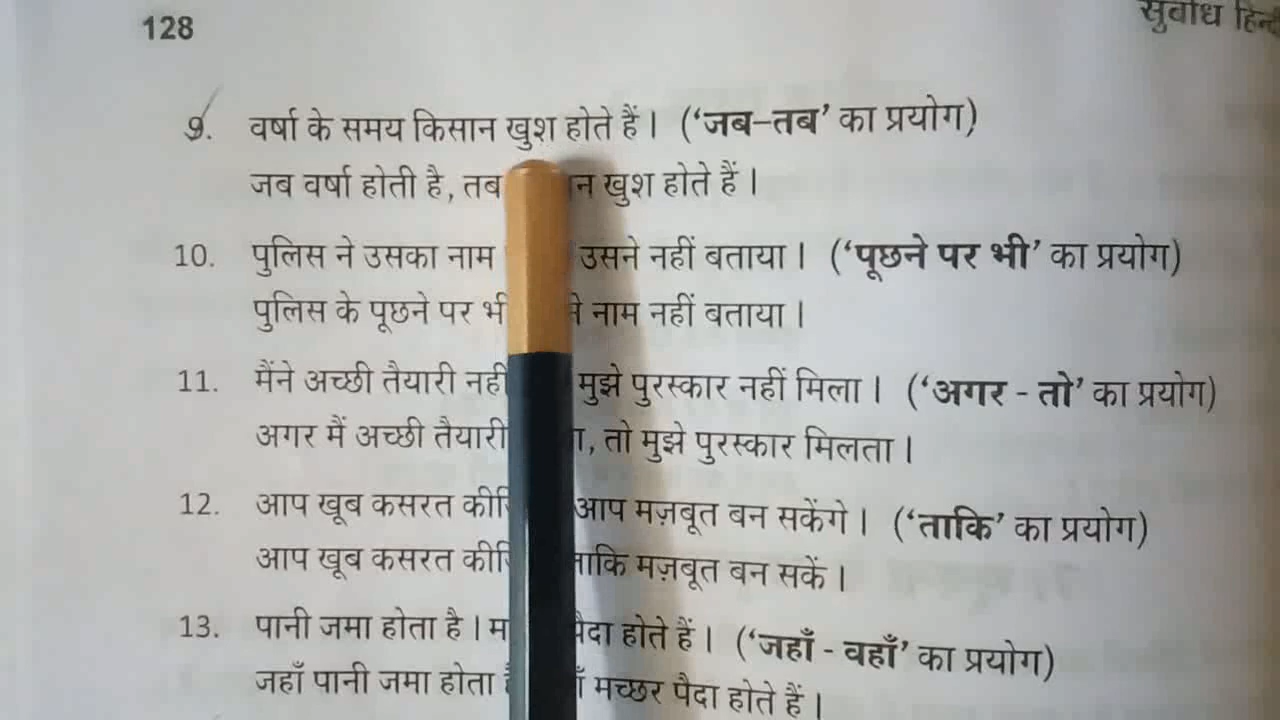 128
सुबोध हिन्दी
9. वर्षा के समय किसान खुश होते हैं। (‘जब–तब’ का प्रयोग)
जब वर्षा होती है, तब खुश होते हैं।
10. पुलिस ने उसका नाम उसने नहीं बताया। (‘पूछने पर भी’ का प्रयोग)
पुलिस के पूछने पर नाम नहीं बताया।
11. मैंने अच्छी तैयारी मुझे पुरस्कार नहीं मिला। (‘अगर - तो’ का प्रयोग)
अगर मैं अच्छी तैयारी तो मुझे पुरस्कार मिलता।
12. आप खूब कसरत आप मज़बूत बन सकेंगे। (‘ताकि’ का प्रयोग)
आप खूब कसरत ताकि मज़बूत बन सकें।
13. पानी जमा होता है। पैदा होते हैं। (‘जहाँ - वहाँ’ का प्रयोग)
जहाँ पानी जमा होता मच्छर पैदा होते हैं।